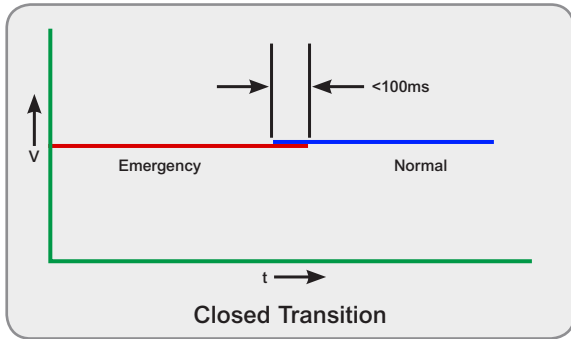 <100ms
V
Emergency
Normal
t
Closed Transition